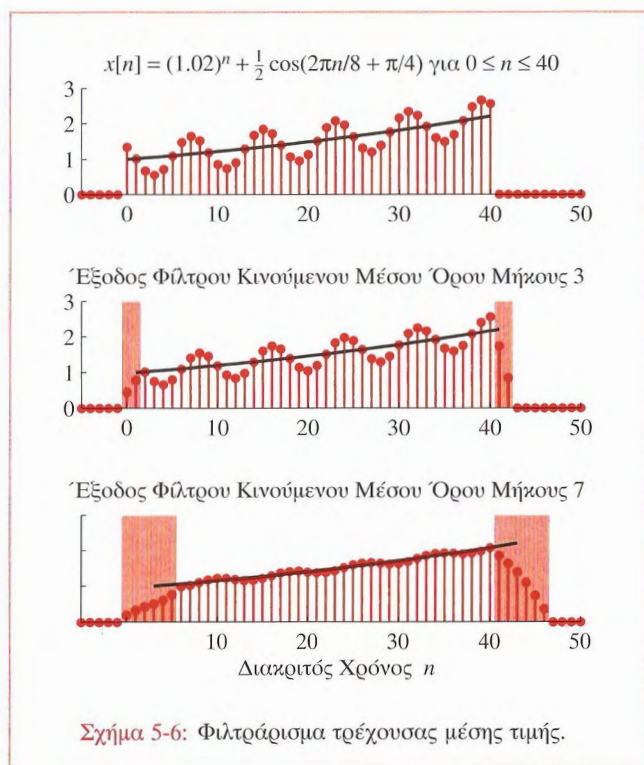 x[n] = (1.02)ⁿ + ½ cos(2πn/8 + π/4) για 0 ≤ n ≤ 40
3
2
1
0
0 10 20 30 40 50
Έξοδος Φίλτρου Κινούμενου Μέσου Όρου Μήκους 3
3
2
1
0
0 10 20 30 40 50
Έξοδος Φίλτρου Κινούμενου Μέσου Όρου Μήκους 7
10 20 30 40 50
Διακριτός Χρόνος n
Σχήμα 5-6: Φιλτράρισμα τρέχουσας μέσης τιμής.